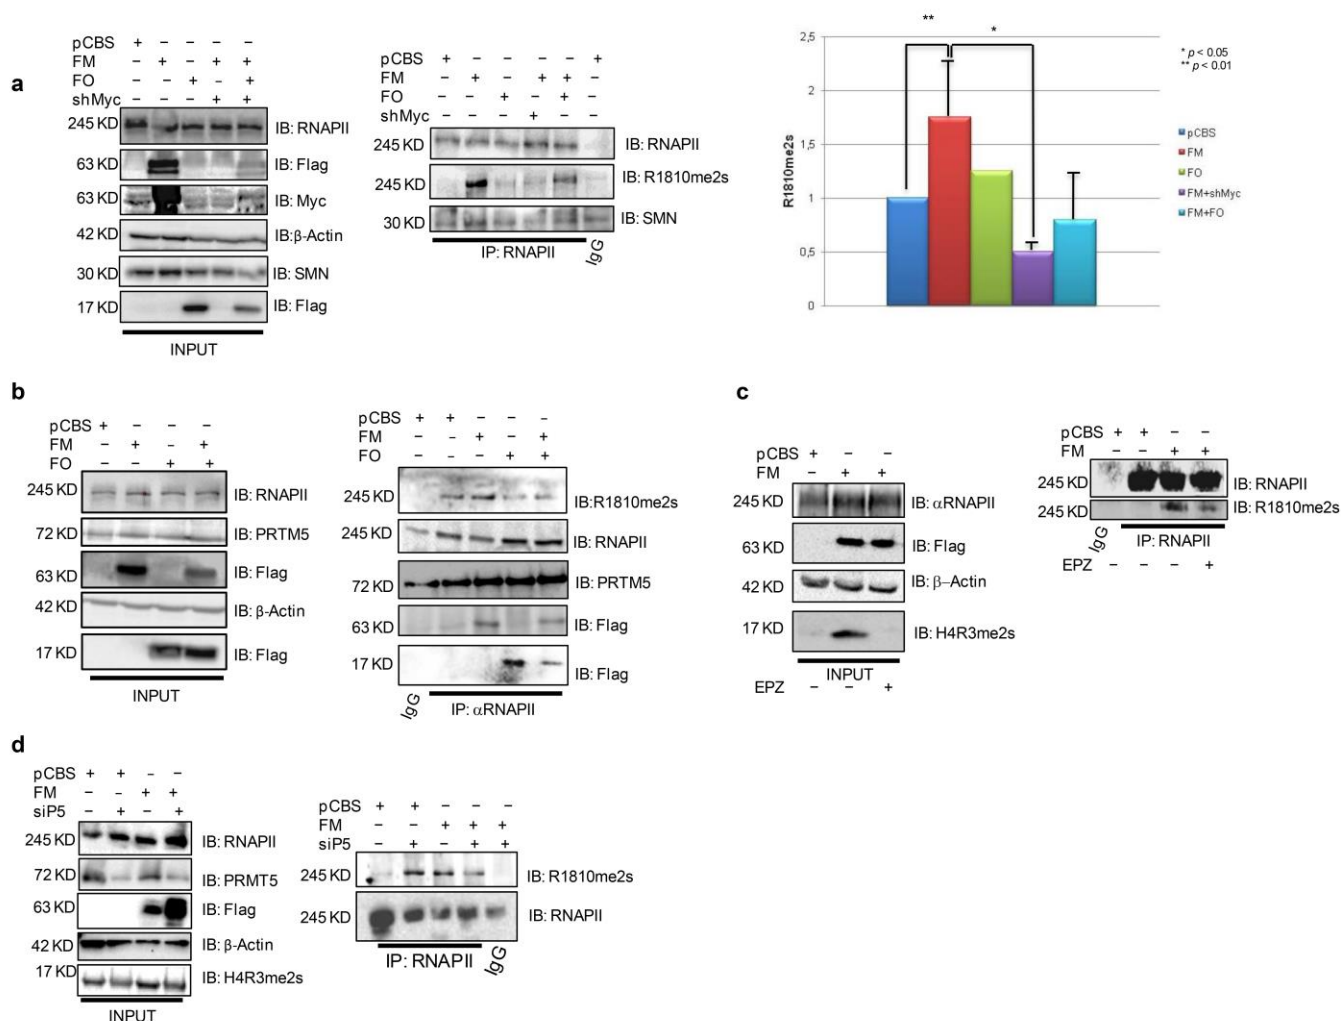 a
pCBS + – – – –
FM – + – + +
FO – – + – +
shMyc – – – + +
245 KD IB: RNAPII
63 KD IB: Flag
63 KD IB: Myc
42 KD IB:β-Actin
30 KD IB: SMN
17 KD IB: Flag
INPUT
pCBS + – – – – +
FM – + – + + –
FO – – + – + –
shMyc – – – + – –
245 KD IB: RNAPII
245 KD IB: R1810me2s
30 KD IB: SMN
IP: RNAPII
IgG
** *
* p < 0.05
** p < 0.01
R1810me2s
2,5
2
1,5
1
0,5
0
pCBS
FM
FO
FM+shMyc
FM+FO
b
pCBS + – – –
FM – + – +
FO – – + +
245 KD IB: RNAPII
72 KD IB: PRTM5
63 KD IB: Flag
42 KD IB: β-Actin
17 KD IB: Flag
INPUT
pCBS + + – – –
FM – – + – +
FO – – – + +
245 KD IB:R1810me2s
245 KD IB: RNAPII
72 KD IB: PRTM5
63 KD IB: Flag
17 KD IB: Flag
IgG IP: αRNAPII
c
pCBS + – –
FM – + +
245 KD IB: αRNAPII
63 KD IB: Flag
42 KD IB: β–Actin
17 KD IB: H4R3me2s
INPUT
EPZ – – +
pCBS + + – –
FM – – + +
245 KD IB: RNAPII
245 KD IB: R1810me2s
IgG IP: RNAPII
EPZ – – – +
d
pCBS + + – –
FM – – + +
siP5 – + – +
245 KD IB: RNAPII
72 KD IB: PRMT5
63 KD IB: Flag
42 KD IB: β-Actin
17 KD IB: H4R3me2s
INPUT
pCBS + + – – –
FM – – + + +
siP5 – + – + +
245 KD IB: R1810me2s
245 KD IB: RNAPII
IP: RNAPII IgG